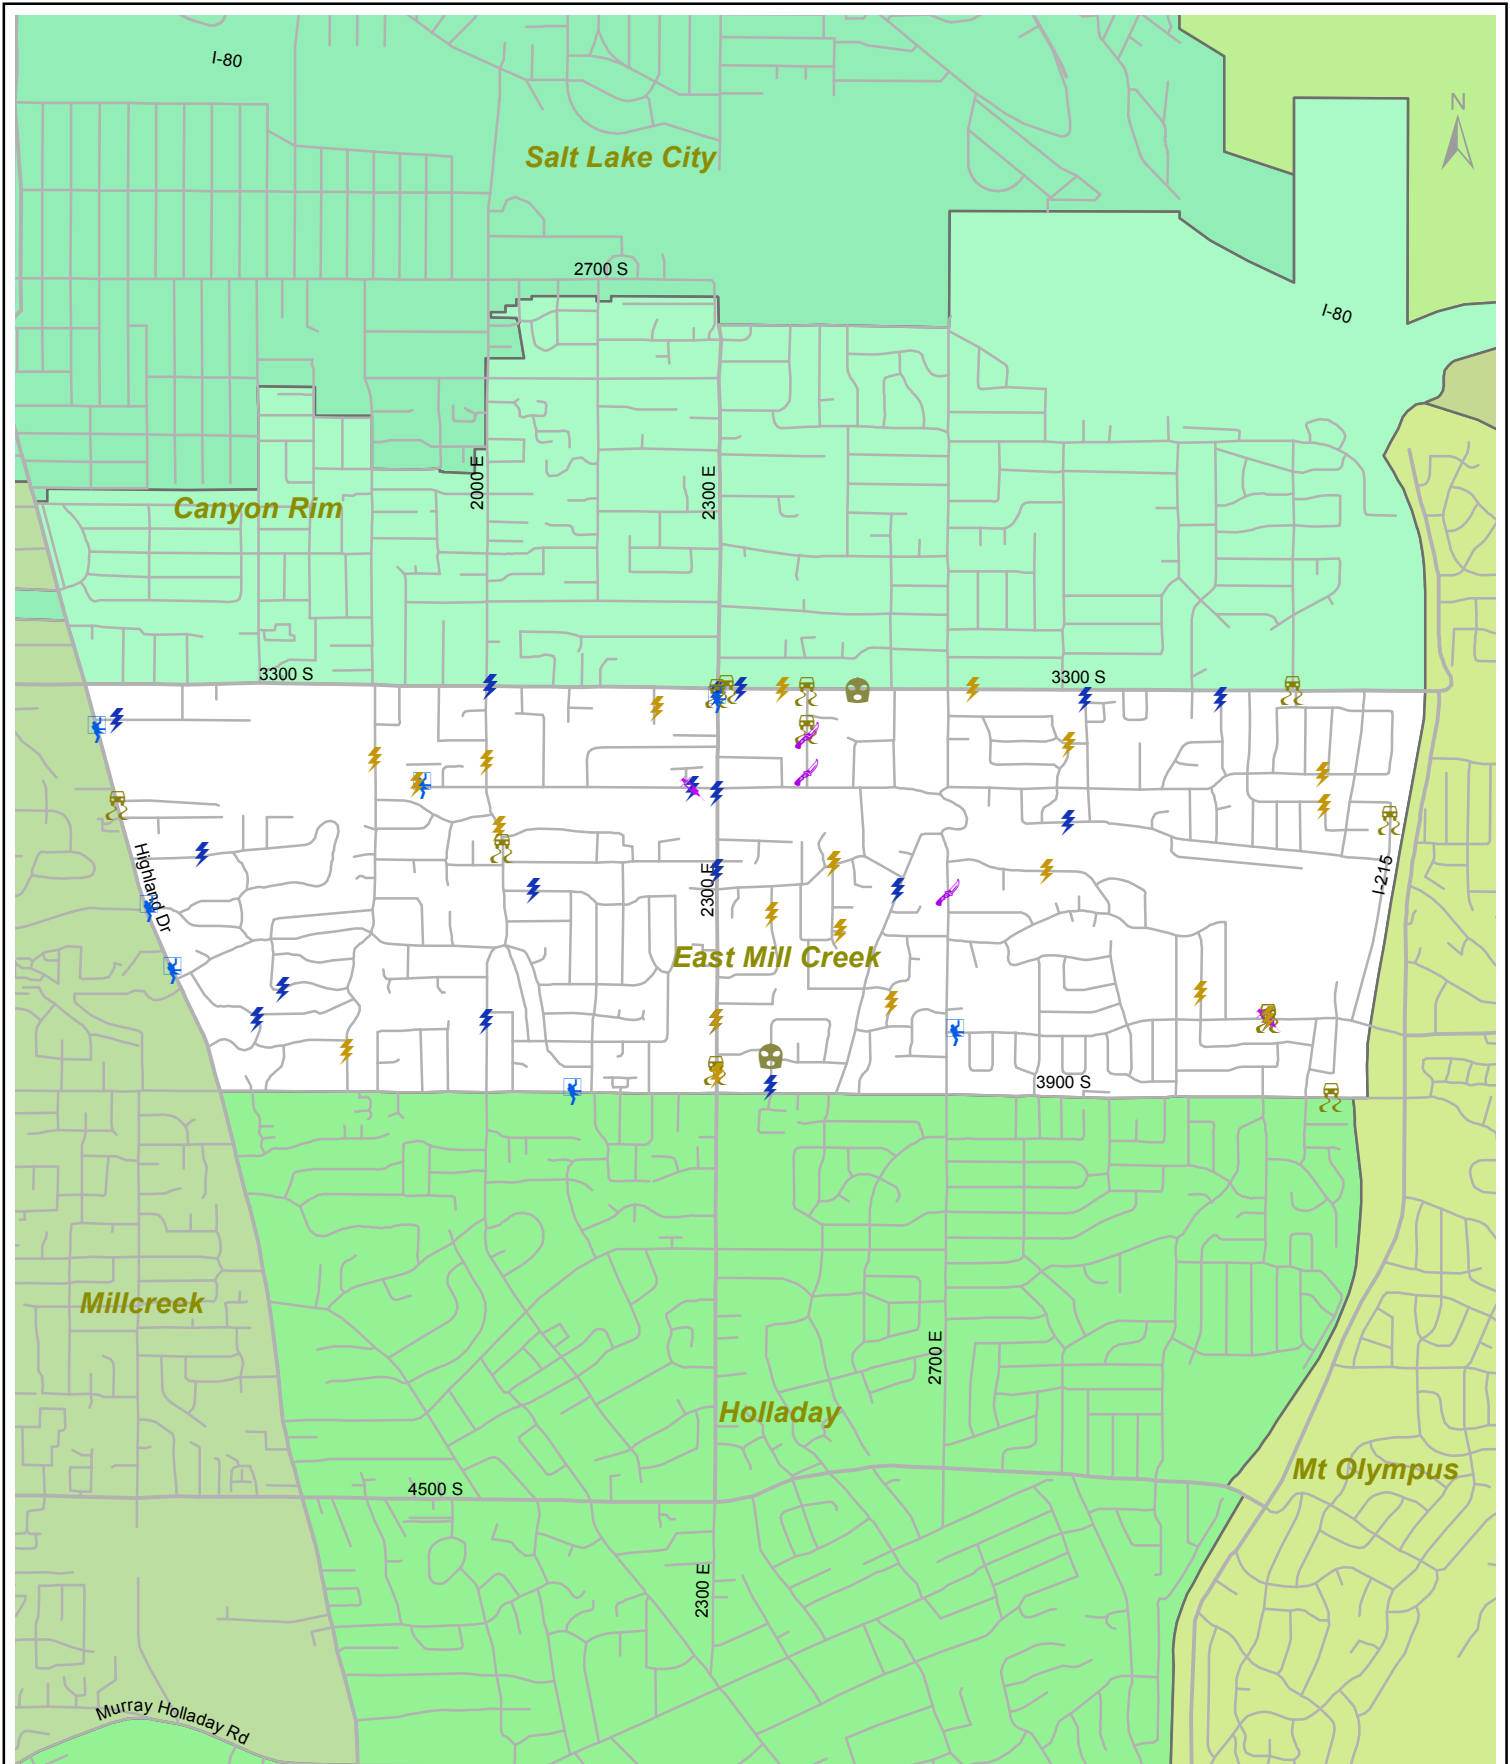 I-80
N
Salt Lake City
2700 S
I-80
2000 E
2300 E
Canyon Rim
3300 S
3300 S
Highland Dr
2300 E
I-215
East Mill Creek
3900 S
Millcreek
2700 E
Holladay
Mt Olympus
4500 S
2300 E
Murray Holladay Rd